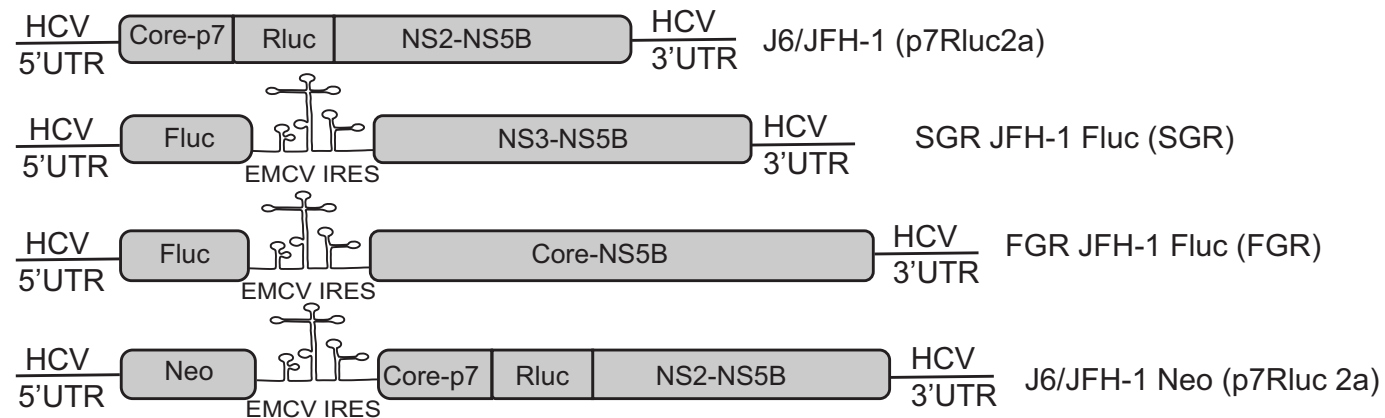 HCV Core-p7 Rluc NS2-NS5B HCV J6/JFH-1 (p7Rluc2a)
5’UTR 3’UTR
HCV Fluc NS3-NS5B HCV SGR JFH-1 Fluc (SGR)
5’UTR EMCV IRES 3’UTR
HCV Fluc Core-NS5B HCV FGR JFH-1 Fluc (FGR)
5’UTR EMCV IRES 3’UTR
HCV Neo Core-p7 Rluc NS2-NS5B HCV J6/JFH-1 Neo (p7Rluc 2a)
5’UTR EMCV IRES 3’UTR